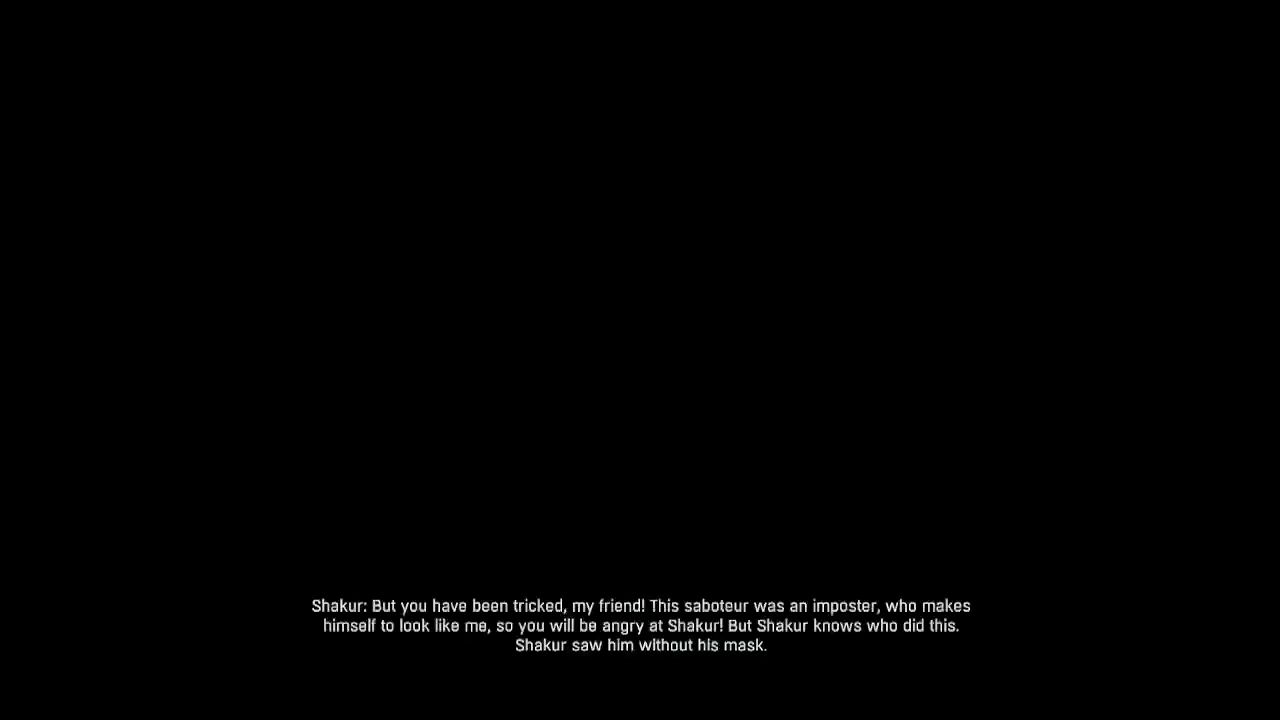 Shakur: But you have been tricked, my friend! This saboteur was an imposter, who makes
himself to look like me, so you will be angry at Shakur! But Shakur knows who did this.
Shakur saw him without his mask.